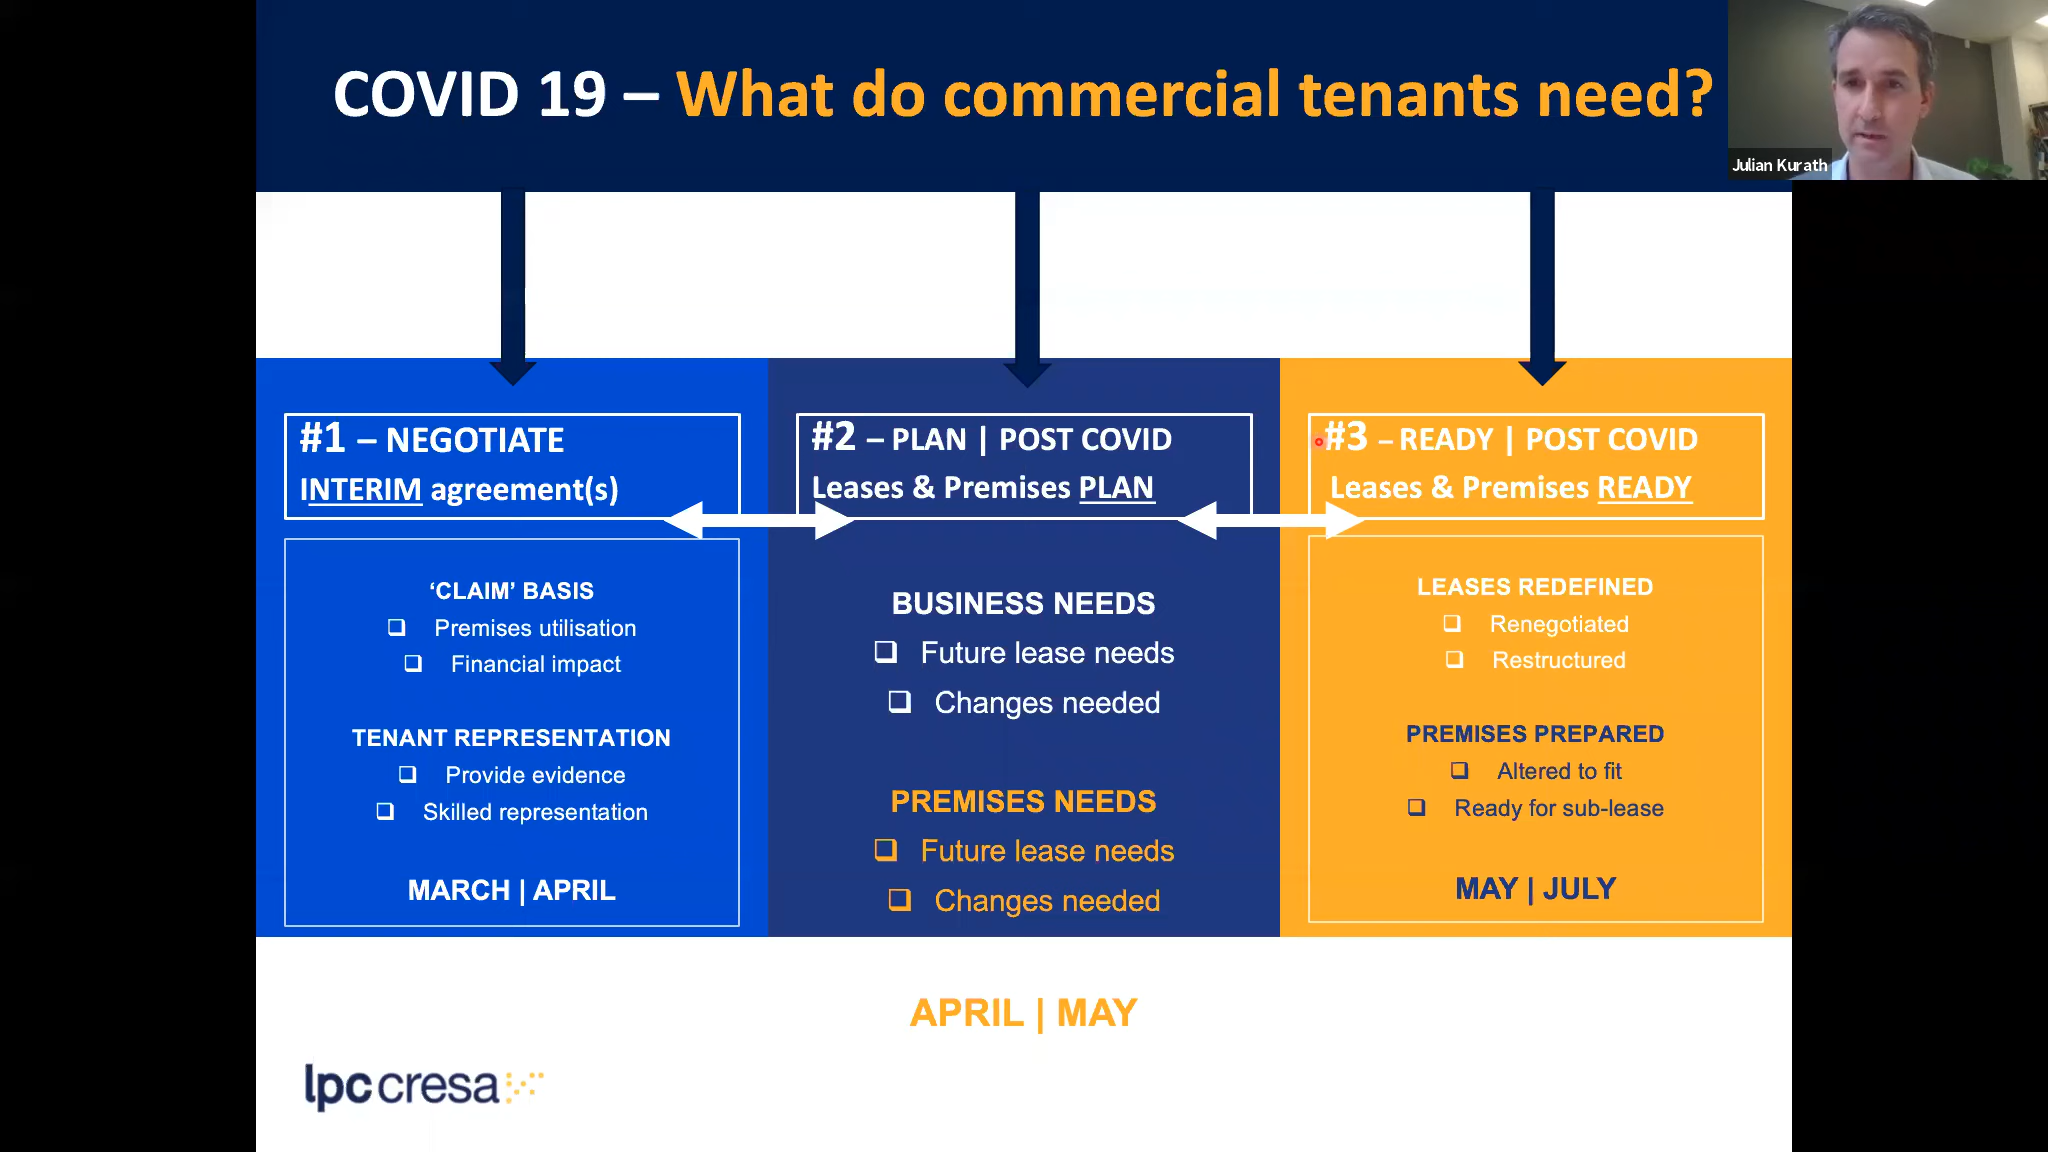 COVID 19 – What do commercial tenants need?
Julian Kurath
#1 – NEGOTIATE
INTERIM agreement(s)
‘CLAIM’ BASIS
❑ Premises utilisation
❑ Financial impact
TENANT REPRESENTATION
❑ Provide evidence
❑ Skilled representation
MARCH | APRIL
#2 – PLAN | POST COVID
Leases & Premises PLAN
BUSINESS NEEDS
❑ Future lease needs
❑ Changes needed
PREMISES NEEDS
❑ Future lease needs
❑ Changes needed
APRIL | MAY
#3 – READY | POST COVID
Leases & Premises READY
LEASES REDEFINED
❑ Renegotiated
❑ Restructured
PREMISES PREPARED
❑ Altered to fit
❑ Ready for sub-lease
MAY | JULY
lpc cresa